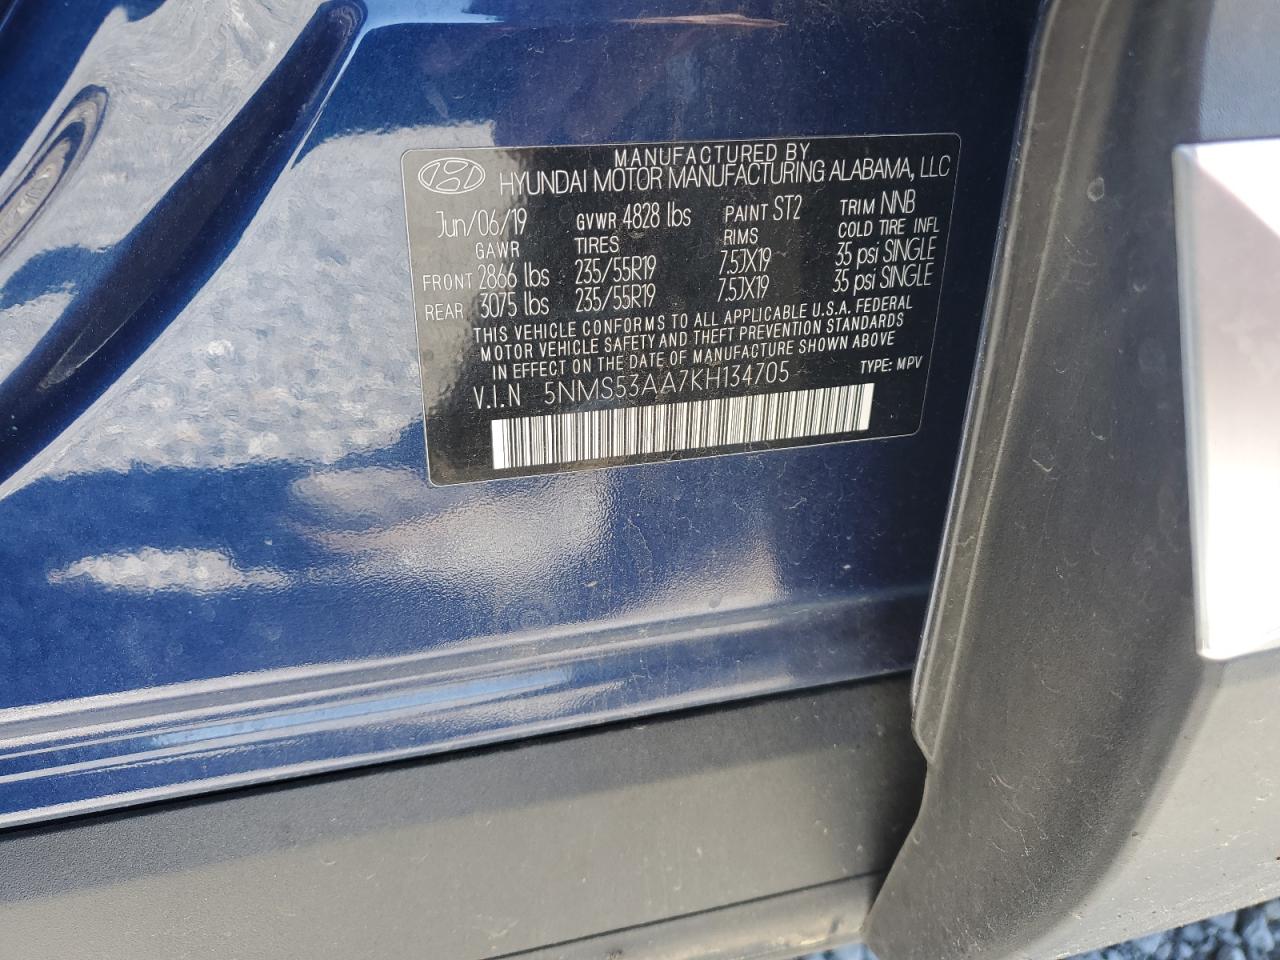 MANUFACTURED BY
HYUNDAI MOTOR MANUFACTURING ALABAMA, LLC
Jun/06/19 GVWR 4828 lbs PAINT ST2 TRIM NNB
GAWR TIRES RIMS COLD TIRE INFL
FRONT 2866 lbs 235/55R19 7.5JX19 35 psi SINGLE
REAR 3075 lbs 235/55R19 7.5JX19 35 psi SINGLE
THIS VEHICLE CONFORMS TO ALL APPLICABLE U.S.A. FEDERAL
MOTOR VEHICLE SAFETY AND THEFT PREVENTION STANDARDS
IN EFFECT ON THE DATE OF MANUFACTURE SHOWN ABOVE
V.I.N 5NMS53AA7KH134705 TYPE: MPV